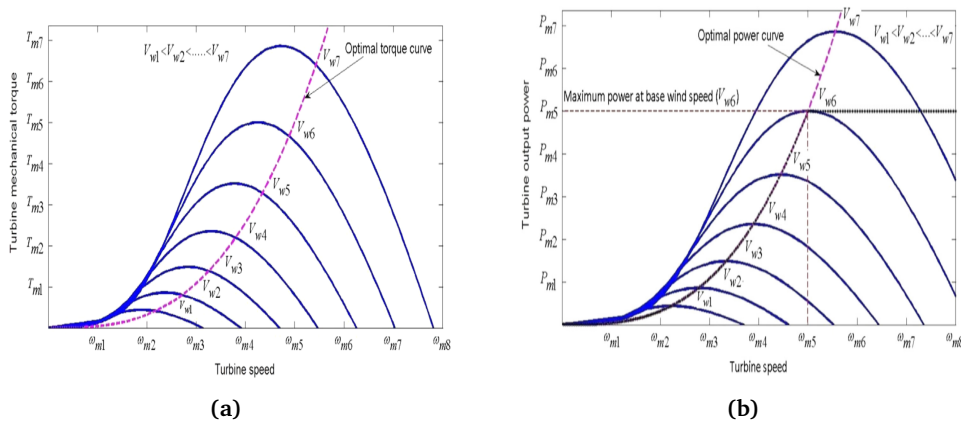 T_m7
T_m6
T_m5
T_m4
T_m3
T_m2
T_m1
Turbine mechanical torque
V_w1<V_w2<.....<V_w7
Optimal torque curve
V_w7
V_w6
V_w5
V_w4
V_w3
V_w2
V_w1
ω_m1 ω_m2 ω_m3 ω_m4 ω_m5 ω_m6 ω_m7 ω_m8
Turbine speed
(a)
P_m7
P_m6
P_m5
P_m4
P_m3
P_m2
P_m1
Turbine output power
V_w7
Optimal power curve
V_w1<V_w2<...<V_w7
Maximum power at base wind speed (V_w6)
V_w6
V_w5
V_w4
V_w3
V_w2
V_w1
ω_m1 ω_m2 ω_m3 ω_m4 ω_m5 ω_m6 ω_m7 ω_m8
Turbine speed
(b)